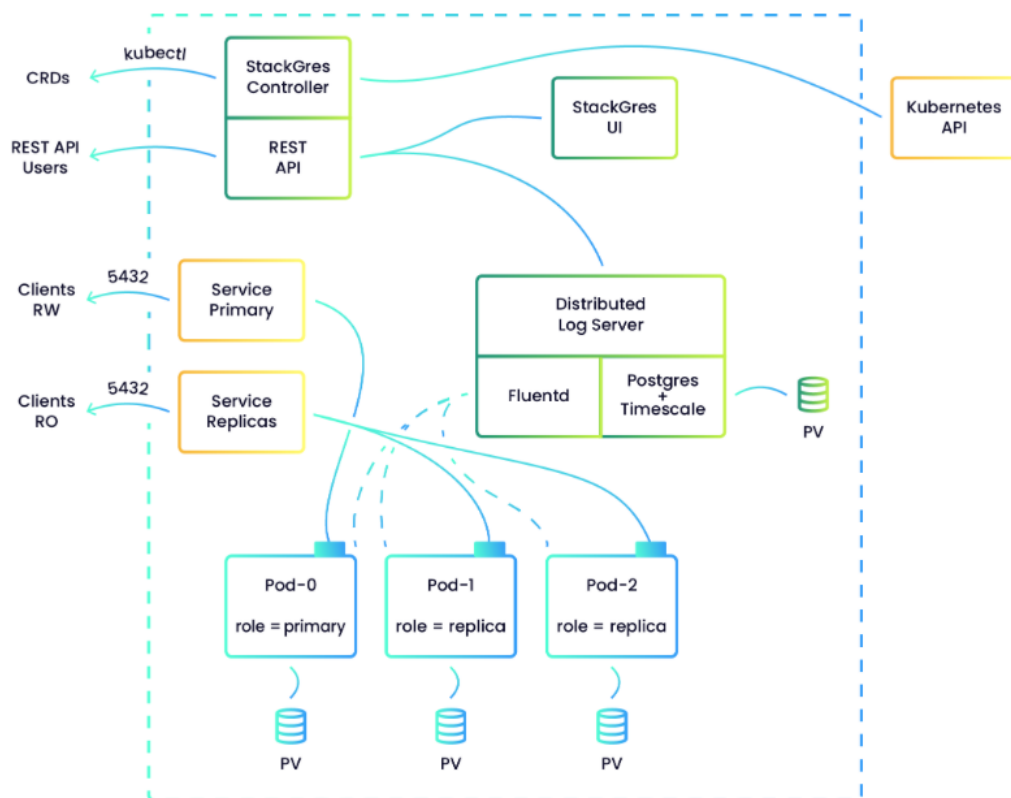 kubectl
CRDs
StackGres
Controller
REST API
Users
REST
API
StackGres
UI
Kubernetes
API
Clients
RW
5432
Service
Primary
Clients
RO
5432
Service
Replicas
Distributed
Log Server
Fluentd
Postgres
+
Timescale
PV
Pod-0
role = primary
Pod-1
role = replica
Pod-2
role = replica
PV
PV
PV